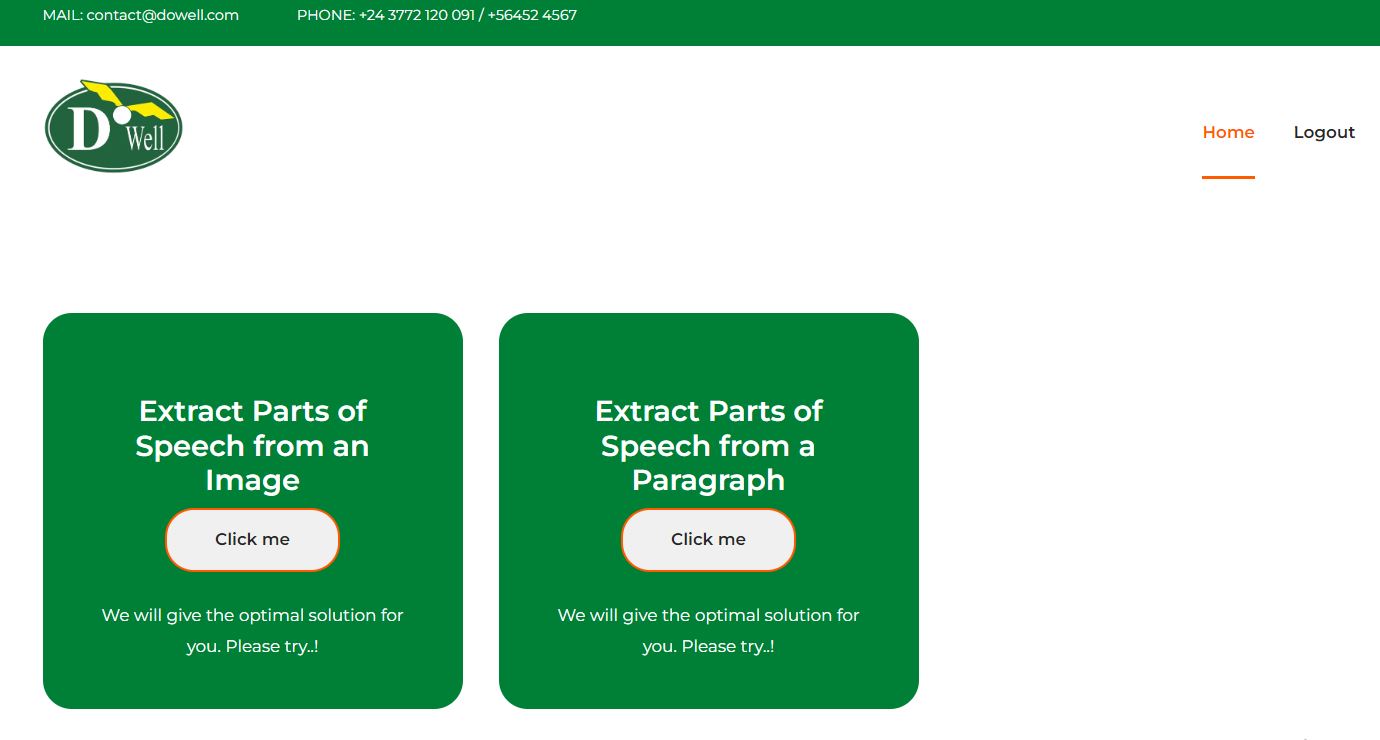 MAIL: contact@dowell.com PHONE: +24 3772 120 091 / +56452 4567
D Well
Home Logout
Extract Parts of
Speech from an
Image
Click me
We will give the optimal solution for
you. Please try..!
Extract Parts of
Speech from a
Paragraph
Click me
We will give the optimal solution for
you. Please try..!